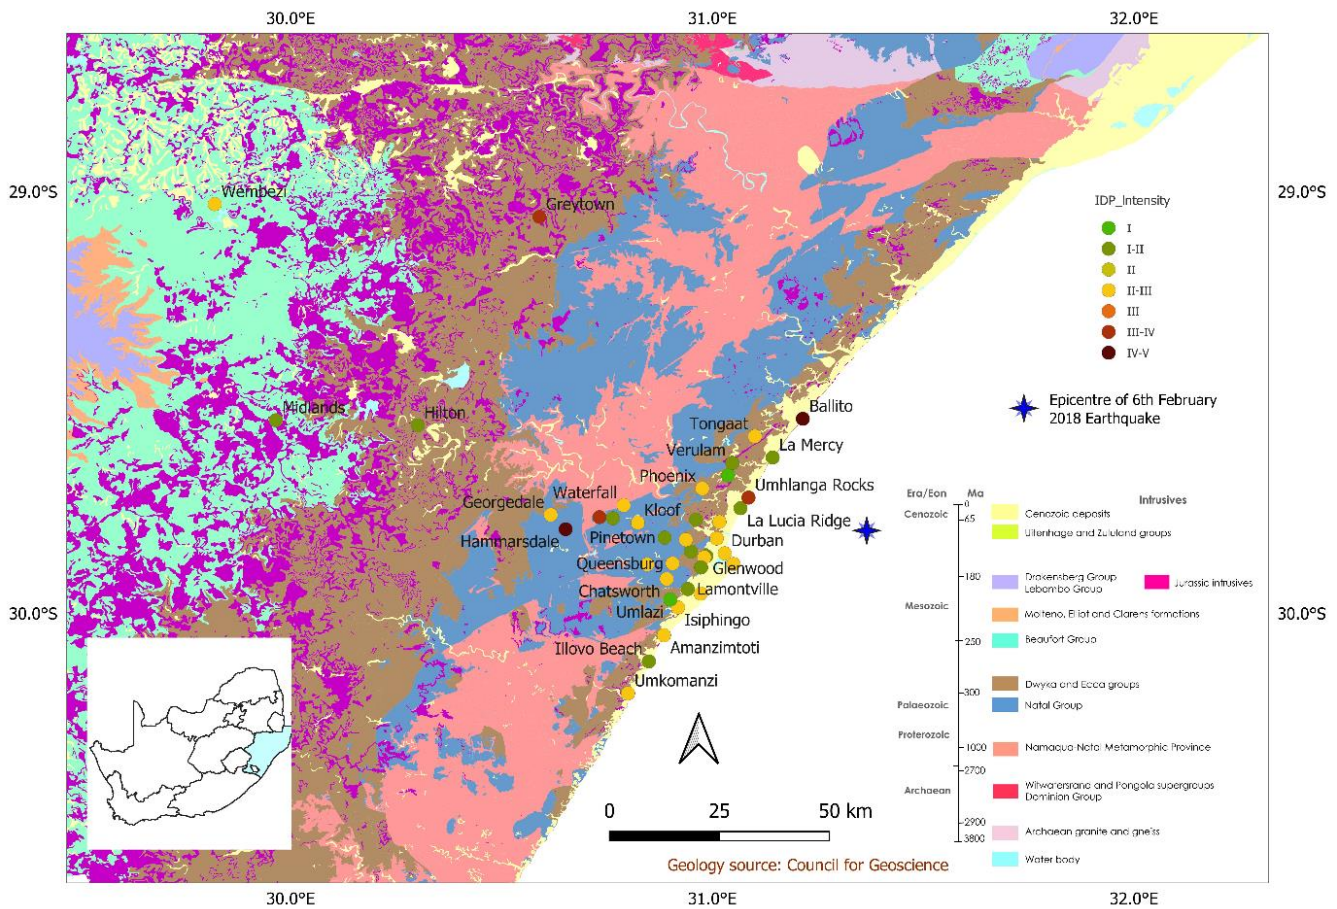 30.0°E
31.0°E
32.0°E
29.0°S
29.0°S
Wembezi
Greytown
IDP_Intensity
I
I-II
II
II-III
III
III-IV
IV-V
Epicentre of 6th February
2018 Earthquake
Midlands
Hilton
Ballito
Tongaat
La Mercy
Verulam
Phoenix
Umhlanga Rocks
Waterfall
Georgedale
Kloof
La Lucia Ridge
Hammarsdale
Pinetown
Durban
Queensburg
Glenwood
Chatsworth
Lamontville
Umlazi
Isiphingo
Illovo Beach
Amanzimtoti
Umkomanzi
30.0°S
30.0°S
Era/Eon
Ma
Intrusives
0
Cenozoic
65
Cenozoic deposits
Uitenhage and Zululand groups
180
Drakensberg Group
Lebombo Group
Jurassic intrusives
Mesozoic
Molteno, Elliot and Clarens formations
250
Beaufort Group
Dwyka and Ecca groups
300
Palaeozoic
Natal Group
Proterozoic
1000
Namaqua-Natal Metamorphic Province
2700
Archaean
Witwatersrand and Pongola supergroups
Dominion Group
2900
3800
Archaean granite and gneiss
Water body
0
25
50 km
Geology source: Council for Geoscience
30.0°E
31.0°E
32.0°E